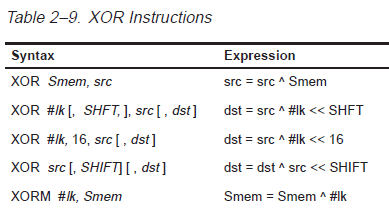 Table 2–9. XOR Instructions
Syntax Expression
XOR Smem, src src = src ^ Smem
XOR #lk [, SHFT, ], src [ , dst ] dst = src ^ #lk << SHFT
XOR #lk, 16, src [ , dst ] dst = src ^ #lk << 16
XOR src [, SHIFT] [ , dst ] dst = dst ^ src << SHIFT
XORM #lk, Smem Smem = Smem ^ #lk